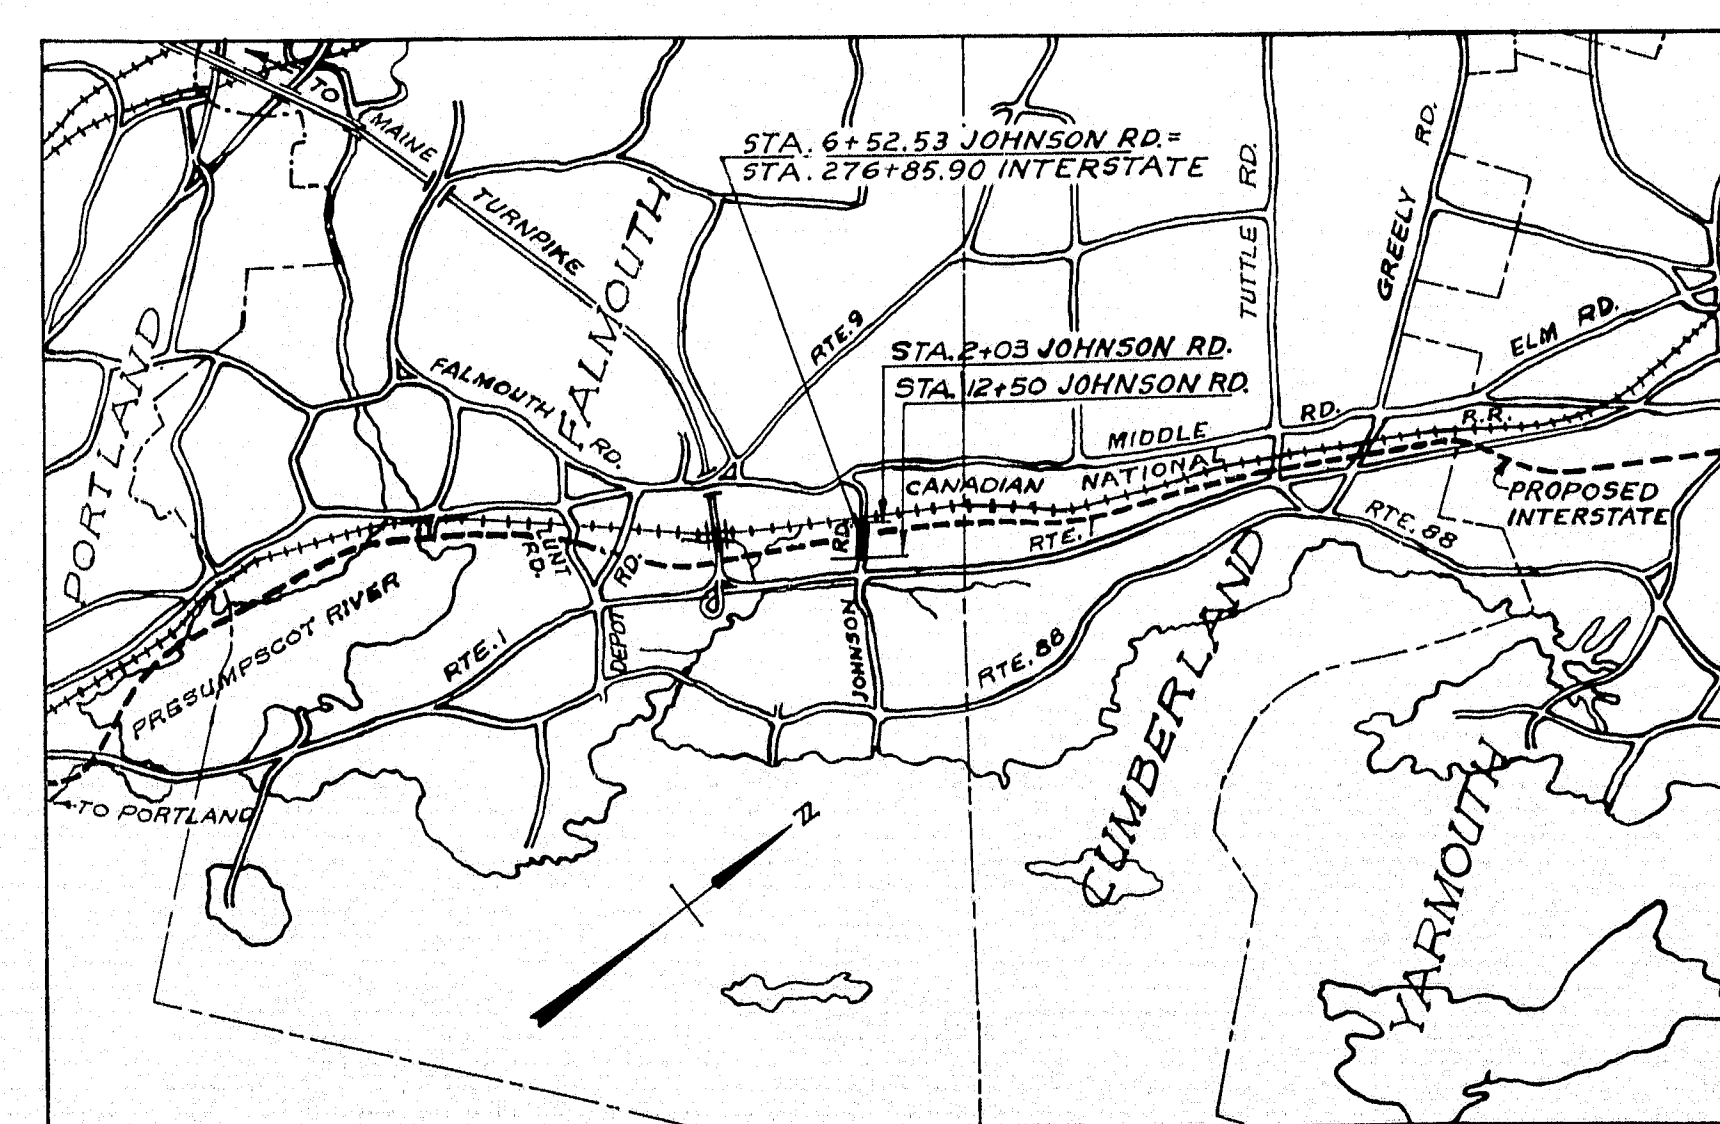 TO
MAINE
TURNPIKE
STA. 6+52.53 JOHNSON RD.=
STA. 276+85.90 INTERSTATE
TUTTLE RD.
GREELY RD.
FALMOUTH
PORTLAND
FALMOUTH RD.
RTE. 9
STA. 2+03 JOHNSON RD.
STA. 12+50 JOHNSON RD.
ELM RD.
MIDDLE RD.
CANADIAN NATIONAL R.R.
PROPOSED
INTERSTATE
LUNT
RD.
RD.
RD.
RTE. 1
RTE. 88
PRESUMPSCOT RIVER
RTE. 1
DEPOT
JOHNSON
RTE. 88
CUMBERLAND
YARMOUTH
TO PORTLAND
N